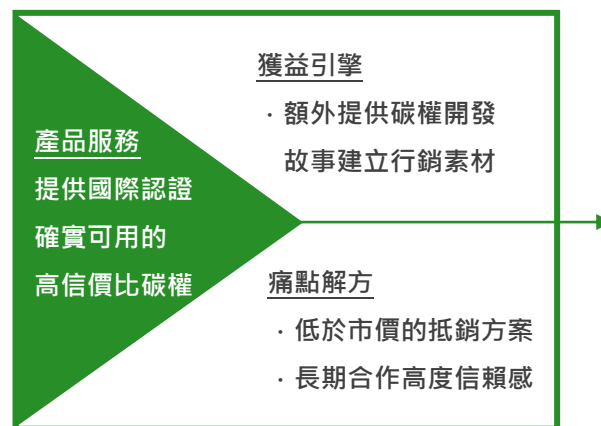 產品服務
提供國際認證
確實可用的
高信價比碳權
獲益引擎
·額外提供碳權開發
故事建立行銷素材
痛點解方
·低於市價的抵銷方案
·長期合作高度信賴感